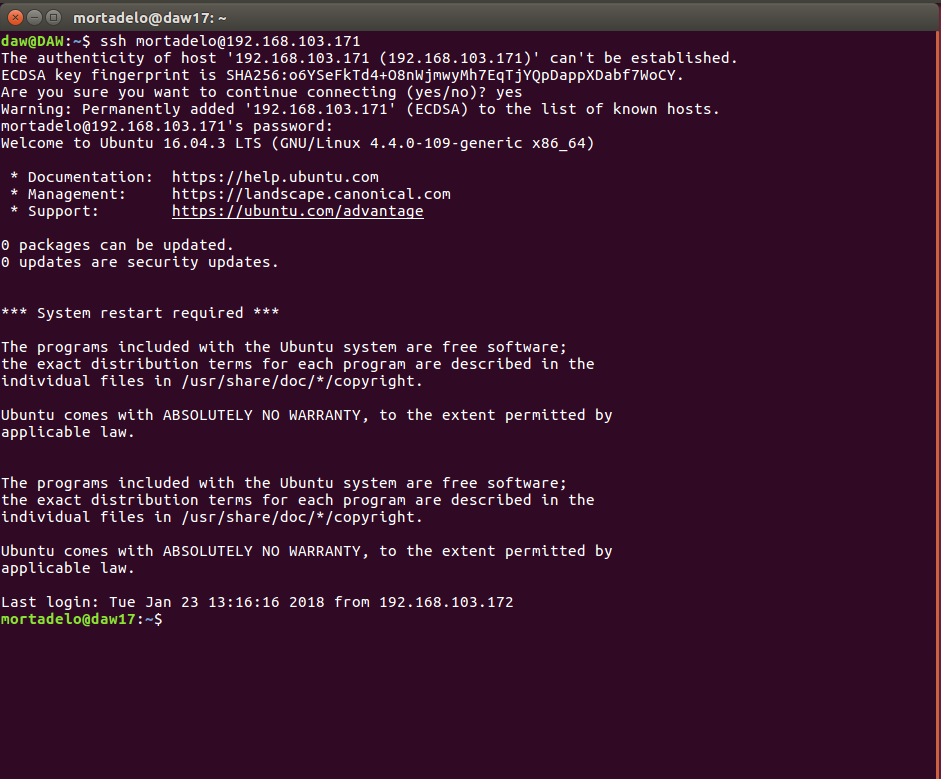 mortadelo@daw17: ~
daw@DAW:~$ ssh mortadelo@192.168.103.171
The authenticity of host '192.168.103.171 (192.168.103.171)' can't be established.
ECDSA key fingerprint is SHA256:o6YSeFkTd4+O8nWjmwyMh7EqTjYQpDappXDabf7WoCY.
Are you sure you want to continue connecting (yes/no)? yes
Warning: Permanently added '192.168.103.171' (ECDSA) to the list of known hosts.
mortadelo@192.168.103.171's password:
Welcome to Ubuntu 16.04.3 LTS (GNU/Linux 4.4.0-109-generic x86_64)
* Documentation:  https://help.ubuntu.com
* Management:     https://landscape.canonical.com
* Support:        https://ubuntu.com/advantage
0 packages can be updated.
0 updates are security updates.
*** System restart required ***
The programs included with the Ubuntu system are free software;
the exact distribution terms for each program are described in the
individual files in /usr/share/doc/*/copyright.
Ubuntu comes with ABSOLUTELY NO WARRANTY, to the extent permitted by
applicable law.
The programs included with the Ubuntu system are free software;
the exact distribution terms for each program are described in the
individual files in /usr/share/doc/*/copyright.
Ubuntu comes with ABSOLUTELY NO WARRANTY, to the extent permitted by
applicable law.
Last login: Tue Jan 23 13:16:16 2018 from 192.168.103.172
mortadelo@daw17:~$